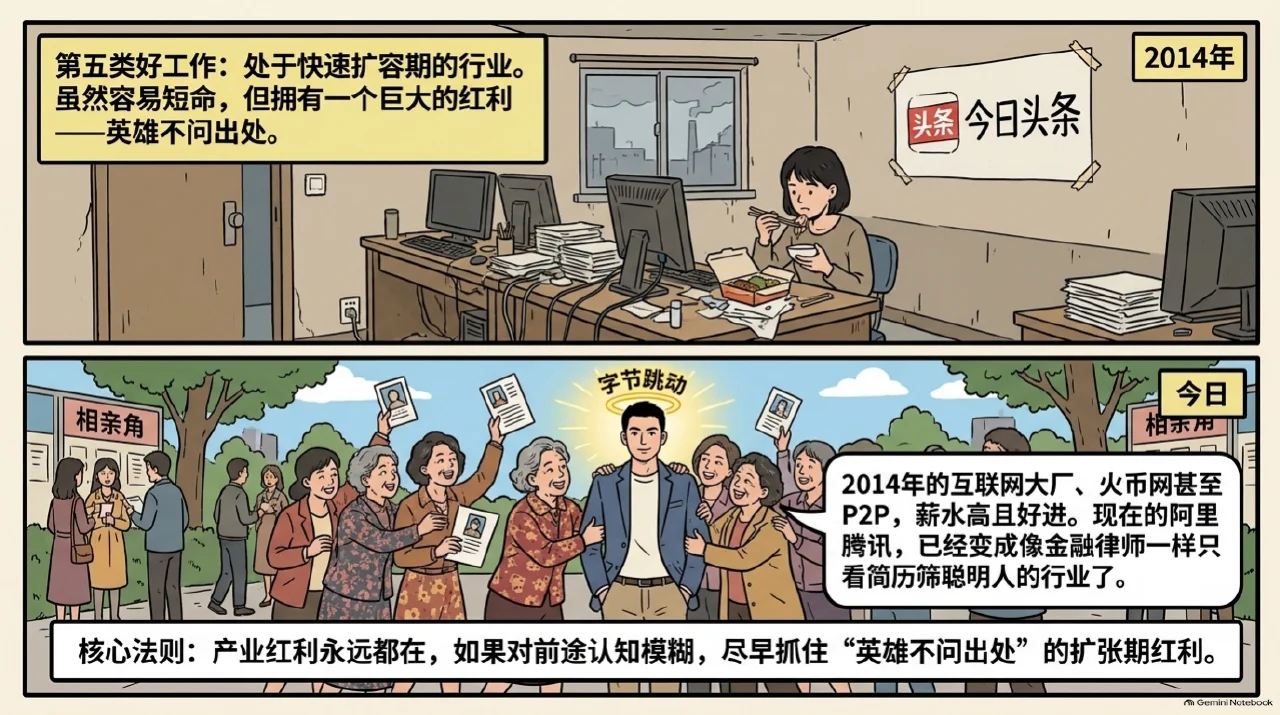 第五类好工作：处于快速扩容期的行业。
虽然容易短命，但拥有一个巨大的红利
——英雄不问出处。
2014年
头条 今日头条
字节跳动
今日
相亲角
相亲角
2014年的互联网大厂、火币网甚至
P2P，薪水高且好进。现在的阿里
腾讯，已经变成像金融律师一样只
看简历筛聪明人的行业了。
核心法则：产业红利永远都在，如果对前途认知模糊，尽早抓住“英雄不问出处”的扩张期红利。
Gemini Notebook